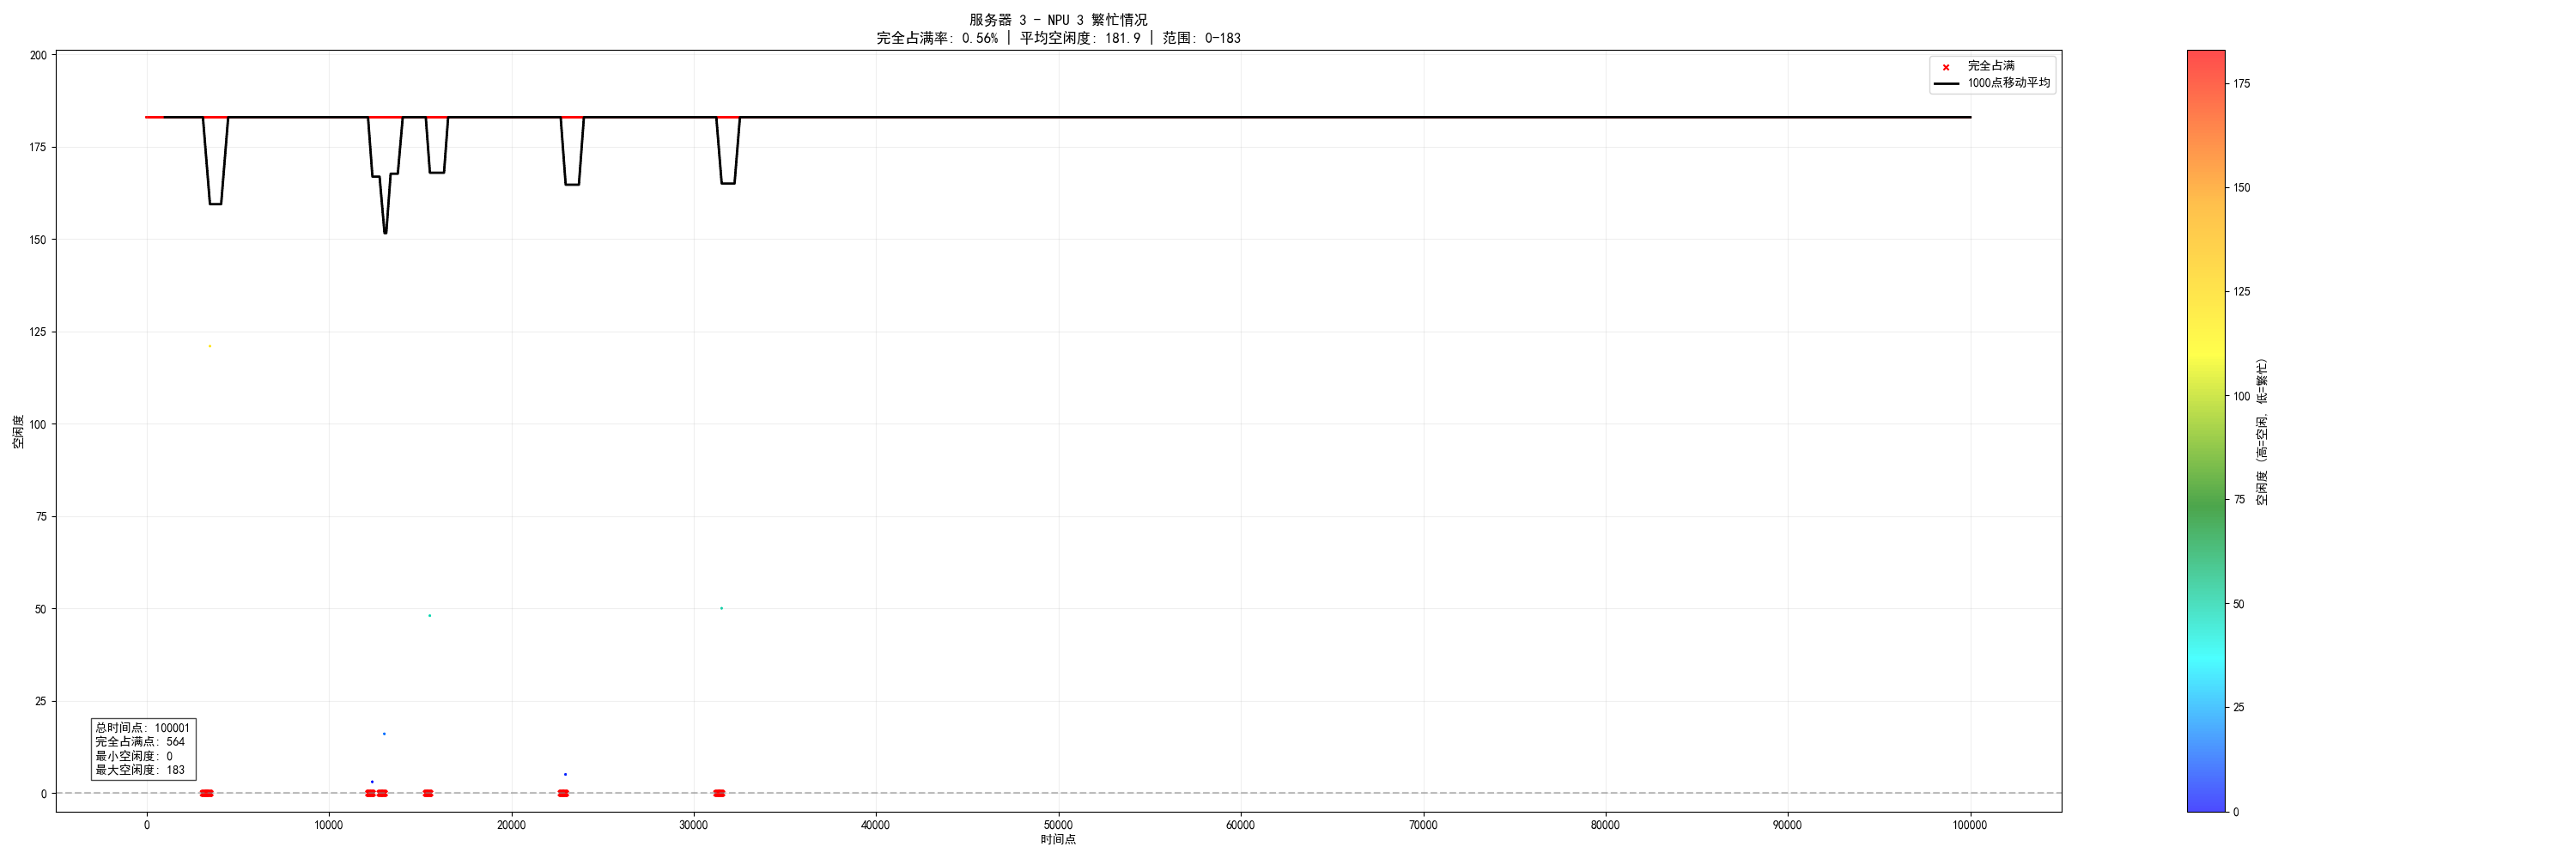 服务器 3 - NPU 3 繁忙情况
完全占满率: 0.56% | 平均空闲度: 181.9 | 范围: 0-183
完全占满
1000点移动平均
200
175
150
125
100
75
50
25
0
空闲度
总时间点: 100001
完全占满点: 564
最小空闲度: 0
最大空闲度: 183
0
10000
20000
30000
40000
50000
60000
70000
80000
90000
100000
时间点
175
150
125
100
75
50
25
0
空闲度 (高=空闲, 低=繁忙)